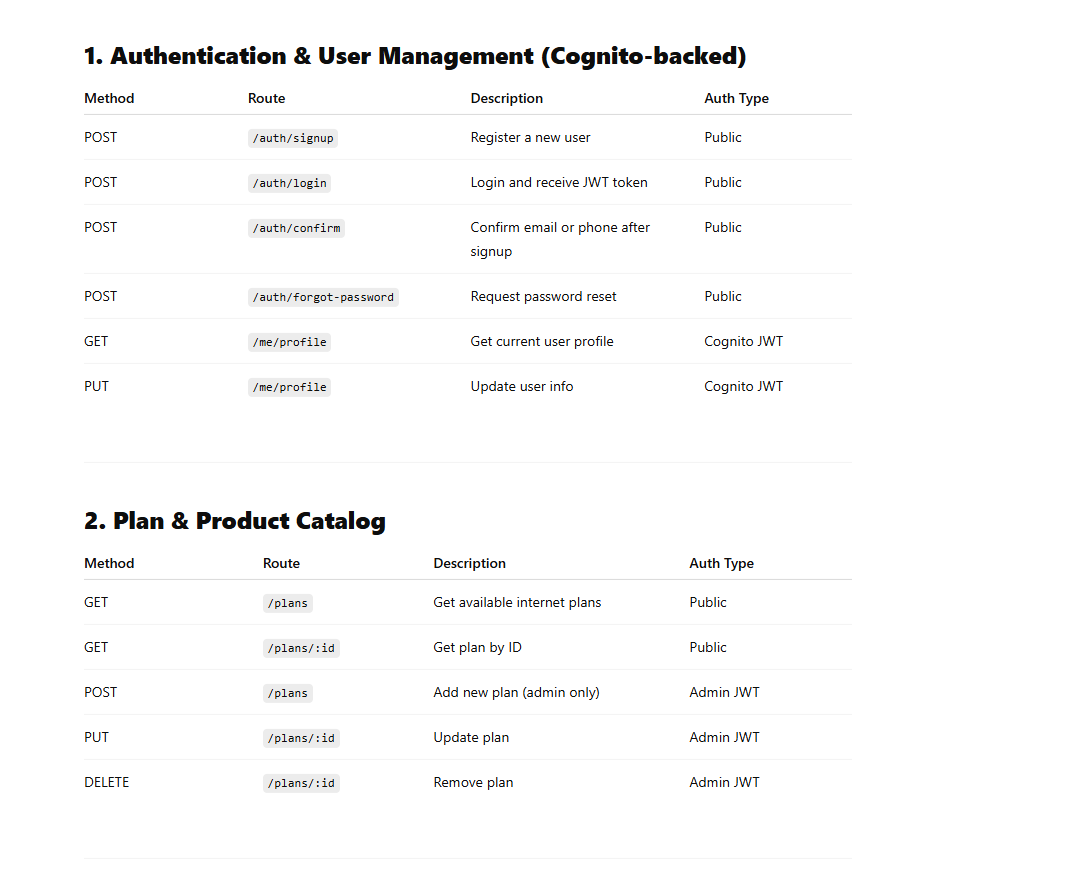 1. Authentication & User Management (Cognito-backed)
Method Route Description Auth Type
POST /auth/signup Register a new user Public
POST /auth/login Login and receive JWT token Public
POST /auth/confirm Confirm email or phone after signup Public
POST /auth/forgot-password Request password reset Public
GET /me/profile Get current user profile Cognito JWT
PUT /me/profile Update user info Cognito JWT
2. Plan & Product Catalog
Method Route Description Auth Type
GET /plans Get available internet plans Public
GET /plans/:id Get plan by ID Public
POST /plans Add new plan (admin only) Admin JWT
PUT /plans/:id Update plan Admin JWT
DELETE /plans/:id Remove plan Admin JWT